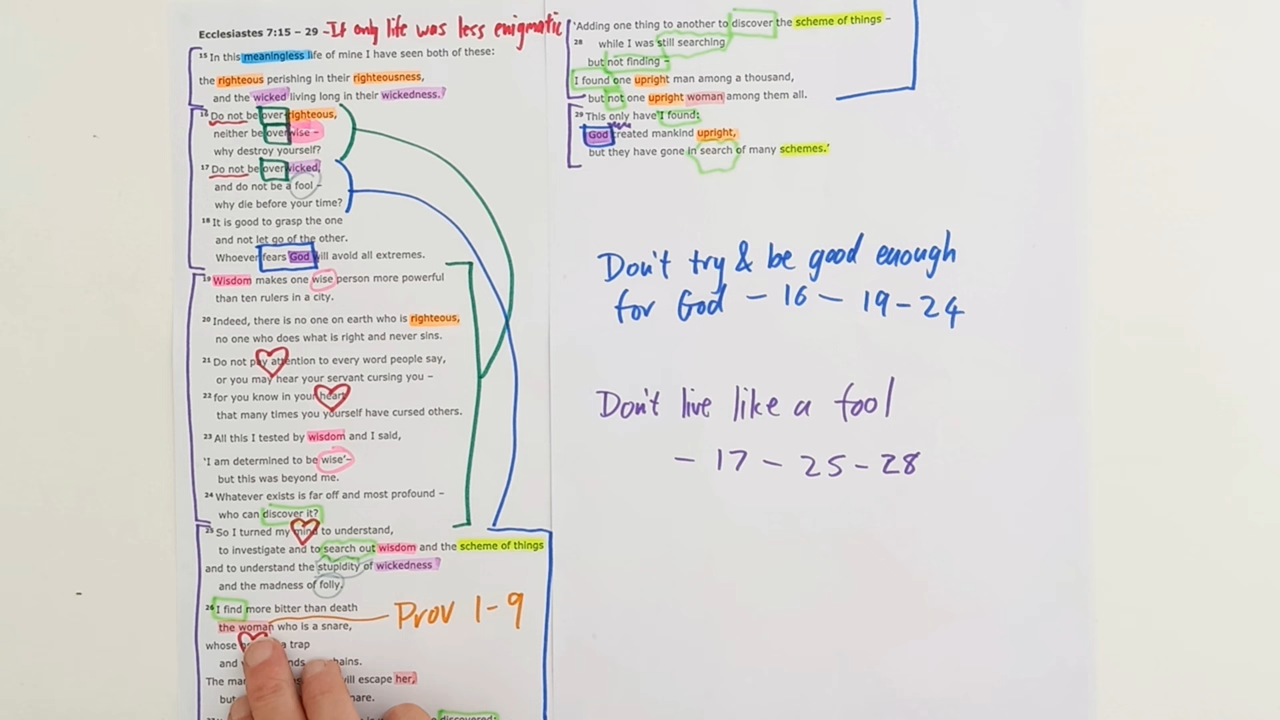 Ecclesiastes 7:15 – 29 - If only life was less enigmatic
15 In this meaningless life of mine I have seen both of these:
the righteous perishing in their righteousness,
and the wicked living long in their wickedness.
16 Do not be over righteous,
neither be overwise –
why destroy yourself?
17 Do not be over wicked,
and do not be a fool –
why die before your time?
18 It is good to grasp the one
and not let go of the other.
Whoever fears God will avoid all extremes.
19 Wisdom makes one wise person more powerful
than ten rulers in a city.
20 Indeed, there is no one on earth who is righteous,
no one who does what is right and never sins.
21 Do not pay attention to every word people say,
or you may hear your servant cursing you –
22 for you know in your heart
that many times you yourself have cursed others.
23 All this I tested by wisdom and I said,
'I am determined to be wise' –
but this was beyond me.
24 Whatever exists is far off and most profound –
who can discover it?
25 So I turned my mind to understand,
to investigate and to search out wisdom and the scheme of things
and to understand the stupidity of wickedness
and the madness of folly.
26 I find more bitter than death
the woman who is a snare,
whose a trap
and
The will escape her,
but
discovered:
Prov 1-9
'Adding one thing to another to discover the scheme of things –
28 while I was still searching
but not finding –
I found one upright man among a thousand,
but not one upright woman among them all.
29 This only have I found:
God created mankind upright,
but they have gone in search of many schemes.'
Don't try & be good enough
for God - 16 - 19-24
Don't live like a fool
- 17 - 25-28